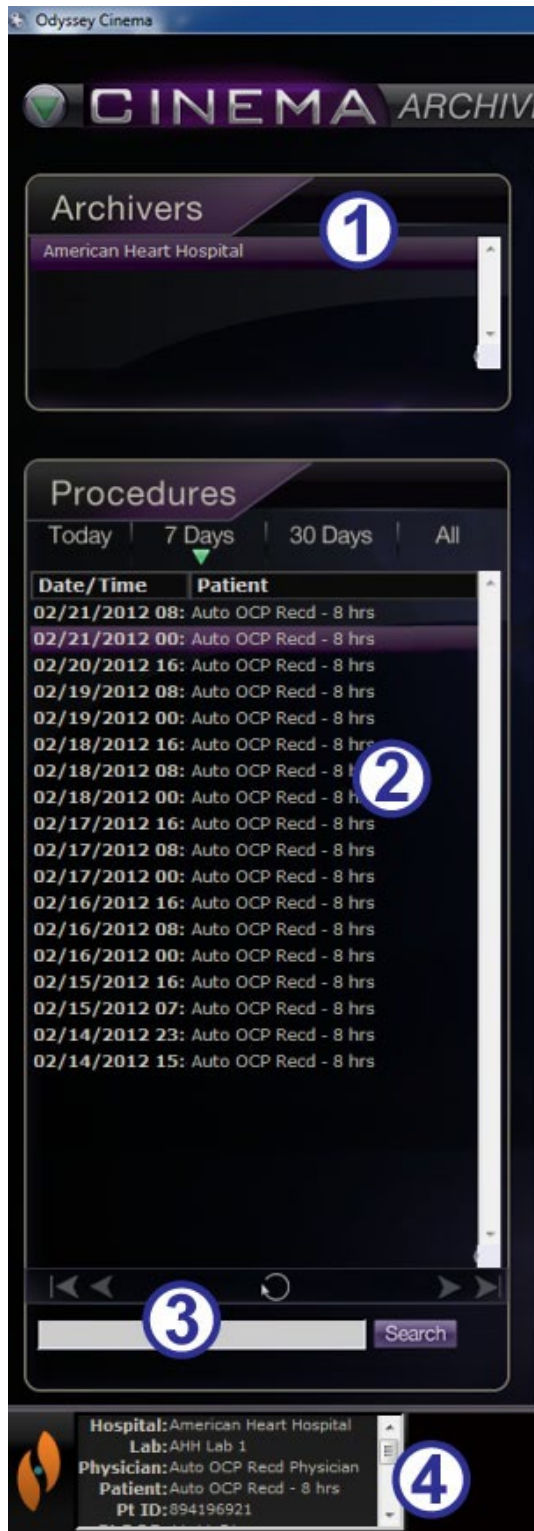 Odyssey Cinema
CINEMA ARCHIV
Archivers
1
American Heart Hospital
Procedures
Today 7 Days 30 Days All
Date/Time Patient
02/21/2012 08: Auto OCP Recd - 8 hrs
02/21/2012 00: Auto OCP Recd - 8 hrs
02/20/2012 16: Auto OCP Recd - 8 hrs
02/19/2012 08: Auto OCP Recd - 8 hrs
02/19/2012 00: Auto OCP Recd - 8 hrs
02/18/2012 16: Auto OCP Recd - 8 hrs
02/18/2012 08: Auto OCP Recd - 8 h
2
02/18/2012 00: Auto OCP Recd - 8 h
02/17/2012 16: Auto OCP Recd - 8 hrs
02/17/2012 08: Auto OCP Recd - 8 hrs
02/17/2012 00: Auto OCP Recd - 8 hrs
02/16/2012 16: Auto OCP Recd - 8 hrs
02/16/2012 08: Auto OCP Recd - 8 hrs
02/16/2012 00: Auto OCP Recd - 8 hrs
02/15/2012 16: Auto OCP Recd - 8 hrs
02/15/2012 07: Auto OCP Recd - 8 hrs
02/14/2012 23: Auto OCP Recd - 8 hrs
02/14/2012 15: Auto OCP Recd - 8 hrs
3
Search
Hospital: American Heart Hospital
Lab: AHH Lab 1
Physician: Auto OCP Recd Physician
Patient: Auto OCP Recd - 8 hrs
Pt ID: 894196921
4